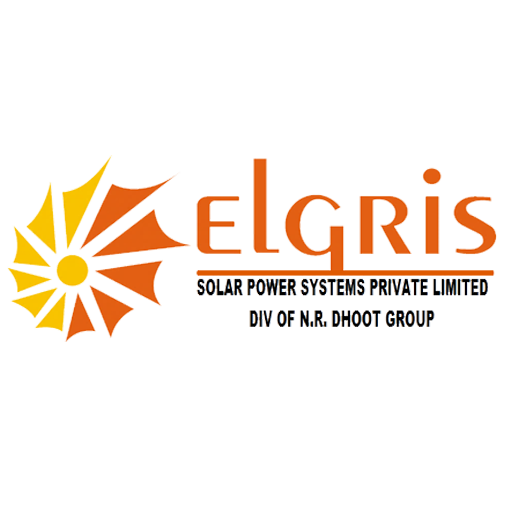 ELGRIS
SOLAR POWER SYSTEMS PRIVATE LIMITED
DIV OF N.R. DHOOT GROUP